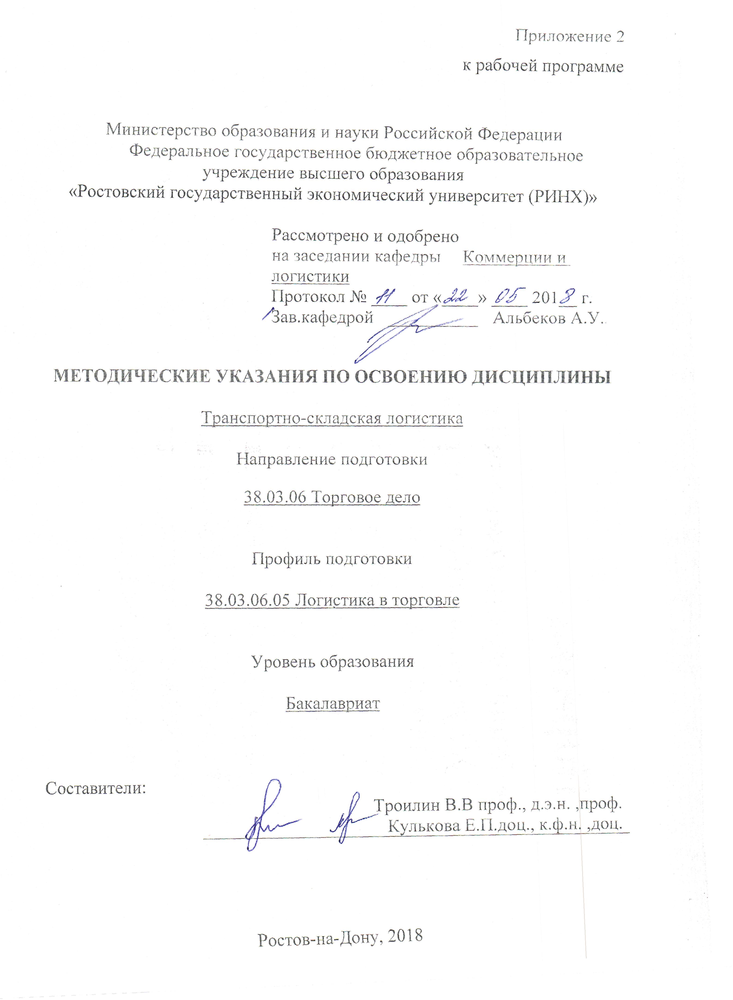 Приложение 2
к рабочей программе
Министерство образования и науки Российской Федерации
Федеральное государственное бюджетное образовательное
учреждение высшего образования
«Ростовский государственный экономический университет (РИНХ)»
Рассмотрено и одобрено
на заседании кафедры Коммерции и
логистики
Протокол № 11 от «22» 05 2018 г.
Зав.кафедрой Альбеков А.У.
МЕТОДИЧЕСКИЕ УКАЗАНИЯ ПО ОСВОЕНИЮ ДИСЦИПЛИНЫ
Транспортно-складская логистика
Направление подготовки
38.03.06 Торговое дело
Профиль подготовки
38.03.06.05 Логистика в торговле
Уровень образования
Бакалавриат
Составители:
Троилин В.В проф., д.э.н. ,проф.
Кулькова Е.П.доц., к.ф.н. ,доц.
Ростов-на-Дону, 2018